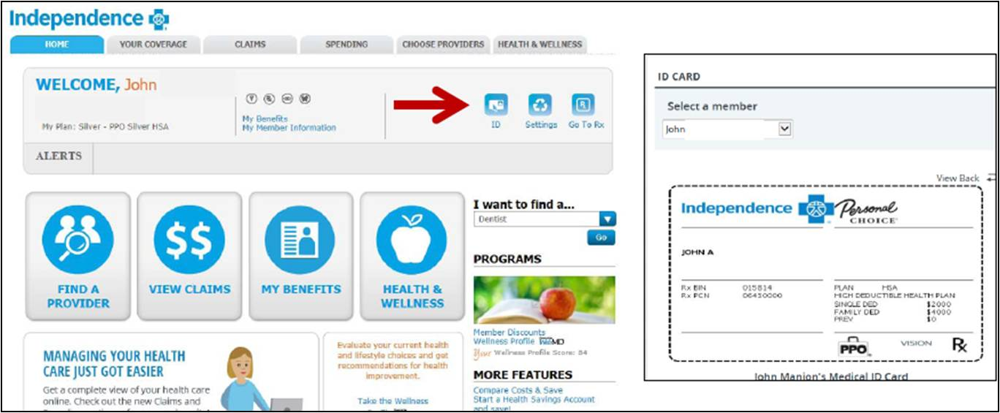 Independence
HOME
YOUR COVERAGE
CLAIMS
SPENDING
CHOOSE PROVIDERS
HEALTH & WELLNESS
WELCOME, John
My Plan: Silver - PPO Silver HSA
My Benefits
My Member Information
ID
Settings
Go To Rx
ALERTS
FIND A
PROVIDER
VIEW CLAIMS
MY BENEFITS
HEALTH &
WELLNESS
I want to find a...
Dentist
Go
PROGRAMS
Member Discounts
Wellness Profile WebMD
Your Wellness Profile Score: 84
MORE FEATURES
Compare Costs & Save
Start a Health Savings Account
and save!
MANAGING YOUR HEALTH
CARE JUST GOT EASIER
Get a complete view of your health care
online. Check out the new Claims and
Evaluate your current health
and lifestyle choices and get
recommendations for health
improvement.
Take the Wellness
ID CARD
Select a member
John
View Back
Independence
Personal
CHOICE
JOHN A
Rx BIN 015814
Rx PCN 06450000
PLAN HSA
HIGH DEDUCTIBLE HEALTH PLAN
SINGLE DED $2000
FAMILY DED $4000
PREV $0
PPO
VISION
Rx
John Manion's Medical ID Card